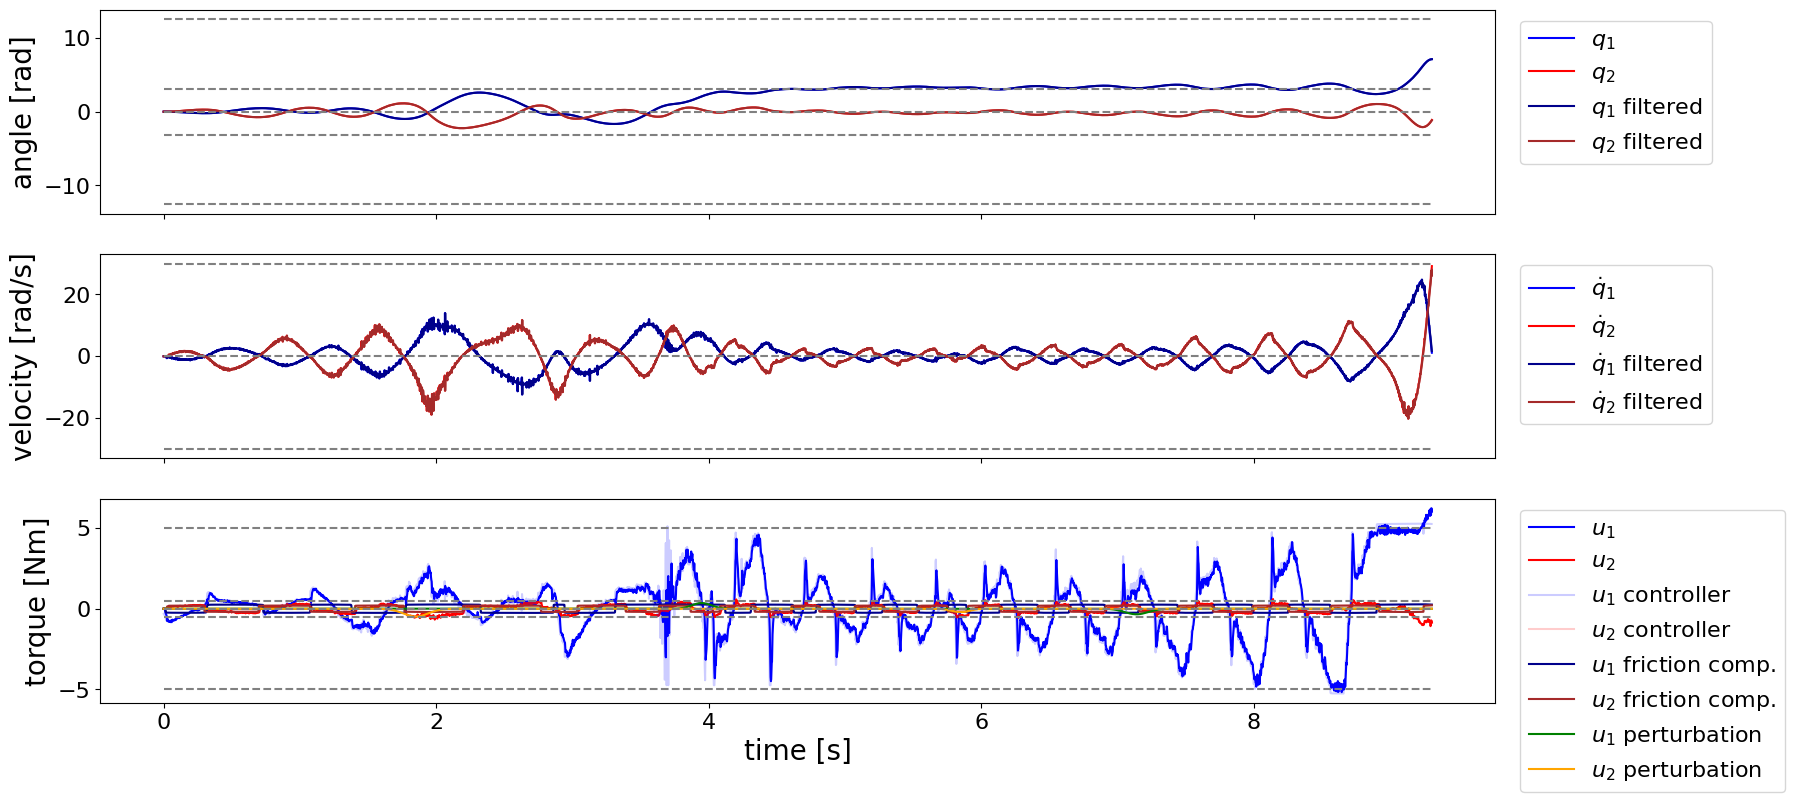 angle [rad]
10
0
−10
q₁
q₂
q₁ filtered
q₂ filtered
velocity [rad/s]
20
0
−20
q̇₁
q̇₂
q̇₁ filtered
q̇₂ filtered
torque [Nm]
5
0
−5
0
2
4
6
8
time [s]
u₁
u₂
u₁ controller
u₂ controller
u₁ friction comp.
u₂ friction comp.
u₁ perturbation
u₂ perturbation